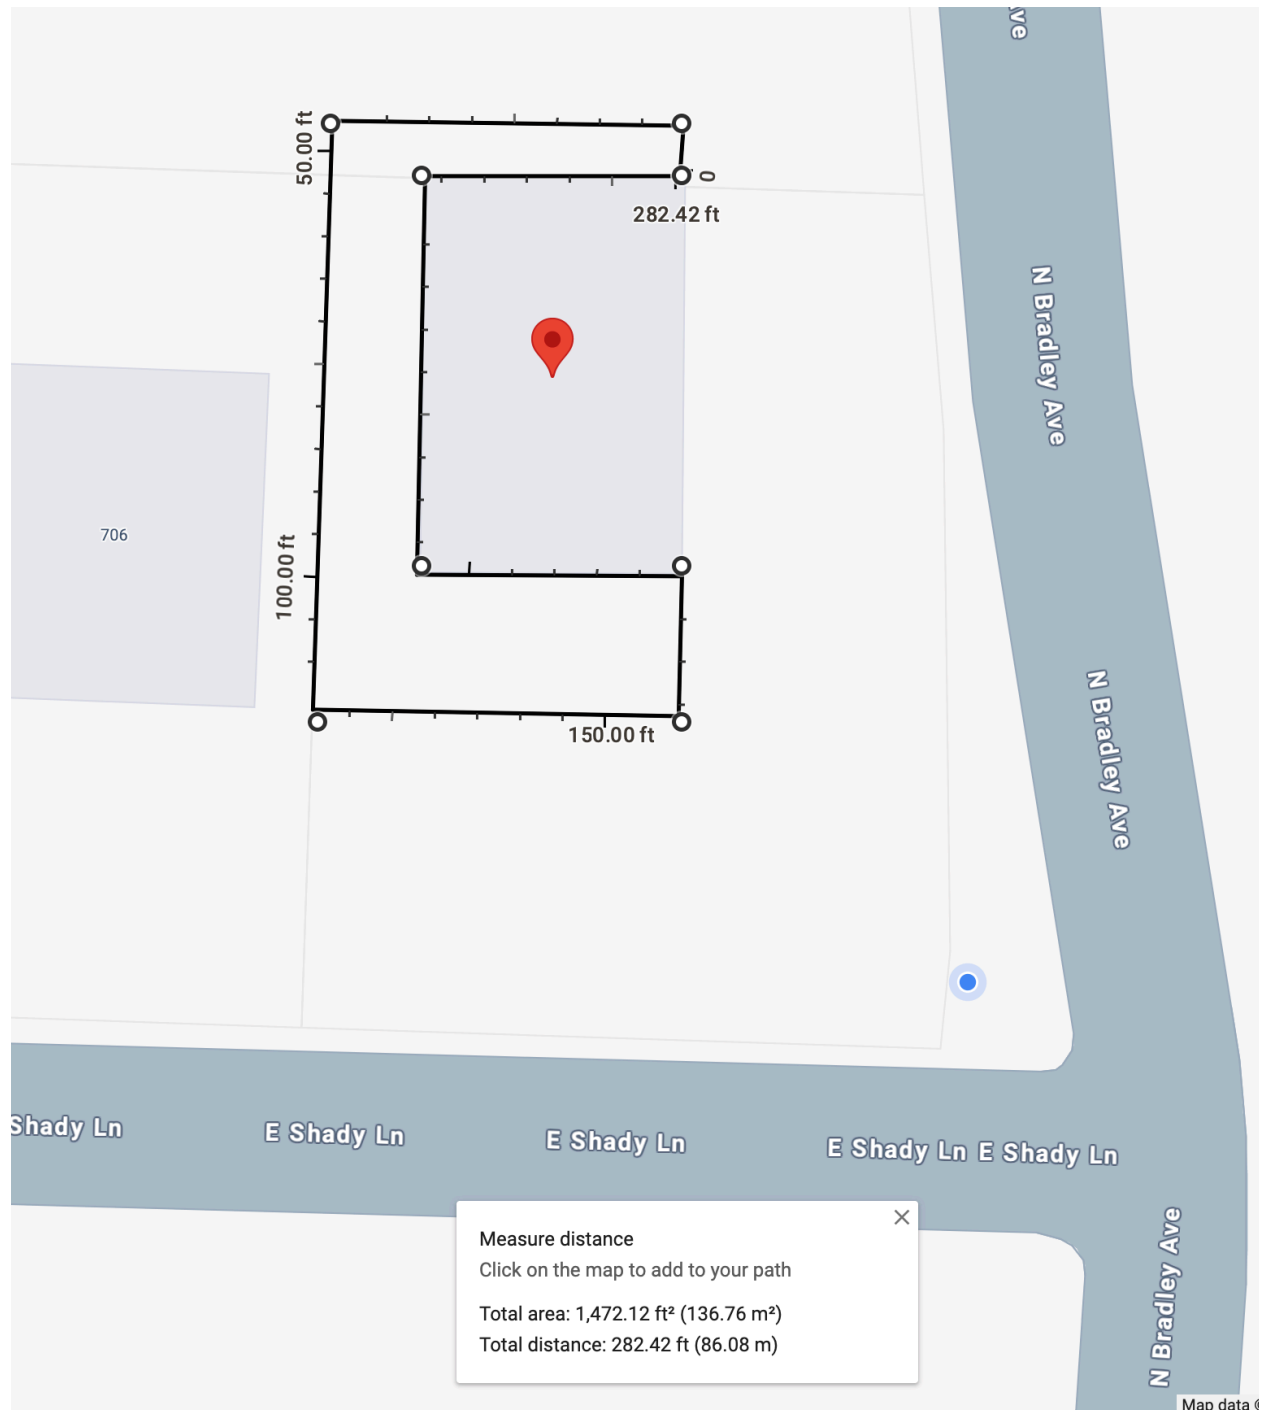 Ave
50.00 ft
0
282.42 ft
N Bradley Ave
706
100.00 ft
N Bradley Ave
150.00 ft
Shady Ln
E Shady Ln
E Shady Ln
E Shady Ln
E Shady Ln
N Bradley Ave
Measure distance
Click on the map to add to your path
Total area: 1,472.12 ft² (136.76 m²)
Total distance: 282.42 ft (86.08 m)
Map data ©